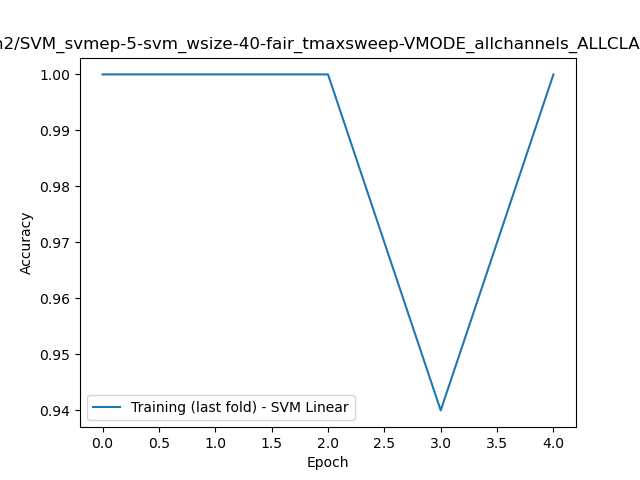 n2/SVM_svmep-5-svm_wsize-40-fair_tmaxsweep-VMODE_allchannels_ALLCLA
1.00
0.99
0.98
0.97
0.96
0.95
0.94
Accuracy
Training (last fold) - SVM Linear
0.0 0.5 1.0 1.5 2.0 2.5 3.0 3.5 4.0
Epoch